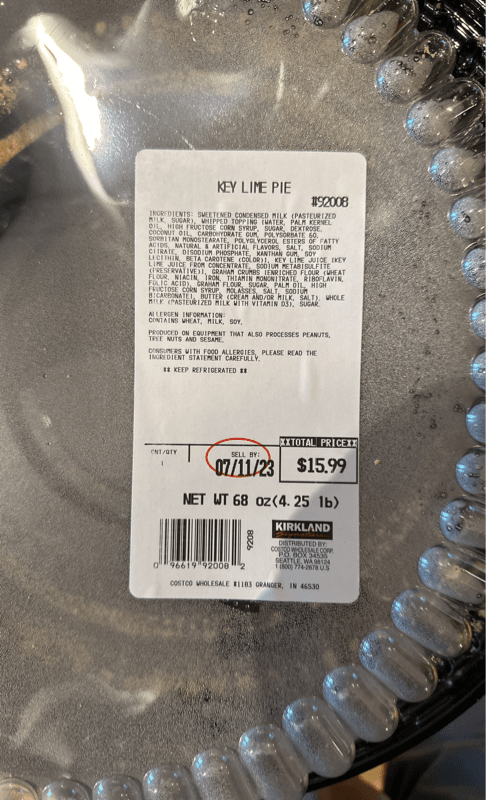 KEY LIME PIE
#92008
INGREDIENTS: SWEETENED CONDENSED MILK (PASTEURIZED
MILK, SUGAR), WHIPPED TOPPING (WATER, PALM KERNEL
OIL, HIGH FRUCTOSE CORN SYRUP, SUGAR, DEXTROSE,
COCONUT OIL, CARBOHYDRATE GUM, POLYSORBATE 60,
SORBITAN MONOSTEARATE, POLYGLYCEROL ESTERS OF FATTY
ACIDS, NATURAL & ARTIFICIAL FLAVORS, SALT, SODIUM
CITRATE, DISODIUM PHOSPHATE, XANTHAN GUM, SOY
LECITHIN, BETA CAROTENE (COLOR)), KEY LIME JUICE (KEY
LIME JUICE FROM CONCENTRATE, SODIUM METABISULFITE
(PRESERVATIVE)), GRAHAM CRUMBS (ENRICHED FLOUR (WHEAT
FLOUR, NIACIN, IRON, THIAMIN MONONITRATE, RIBOFLAVIN,
FOLIC ACID), GRAHAM FLOUR, SUGAR, PALM OIL, HIGH
FRUCTOSE CORN SYRUP, MOLASSES, SALT, SODIUM
BICARBONATE), BUTTER (CREAM AND/OR MILK, SALT), WHOLE
MILK (PASTEURIZED MILK WITH VITAMIN D3), SUGAR.
ALLERGEN INFORMATION:
CONTAINS WHEAT, MILK, SOY.
PRODUCED ON EQUIPMENT THAT ALSO PROCESSES PEANUTS,
TREE NUTS AND SESAME.
CONSUMERS WITH FOOD ALLERGIES, PLEASE READ THE
INGREDIENT STATEMENT CAREFULLY.
** KEEP REFRIGERATED **
CNT/QTY
1
SELL BY:
07/11/23
**TOTAL PRICE**
$15.99
NET WT 68 oz(4.25 lb)
9208
0 96619 92008 2
KIRKLAND
Signature
DISTRIBUTED BY:
COSTCO WHOLESALE CORP.
P.O. BOX 34535
SEATTLE, WA 98124
1 (800) 774-2678 U.S
COSTCO WHOLESALE #1183 GRANGER, IN 46530